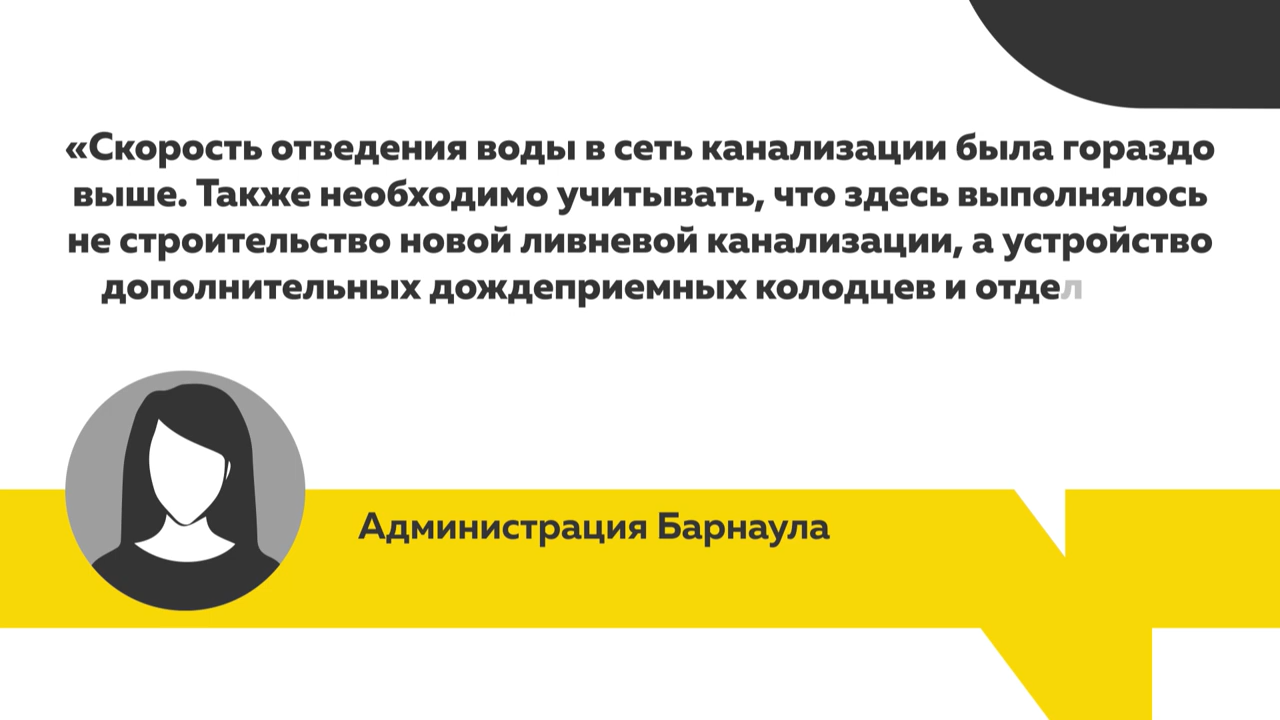 «Скорость отведения воды в сеть канализации была гораздо
выше. Также необходимо учитывать, что здесь выполнялось
не строительство новой ливневой канализации, а устройство
дополнительных дождеприемных колодцев и отдел
Администрация Барнаула